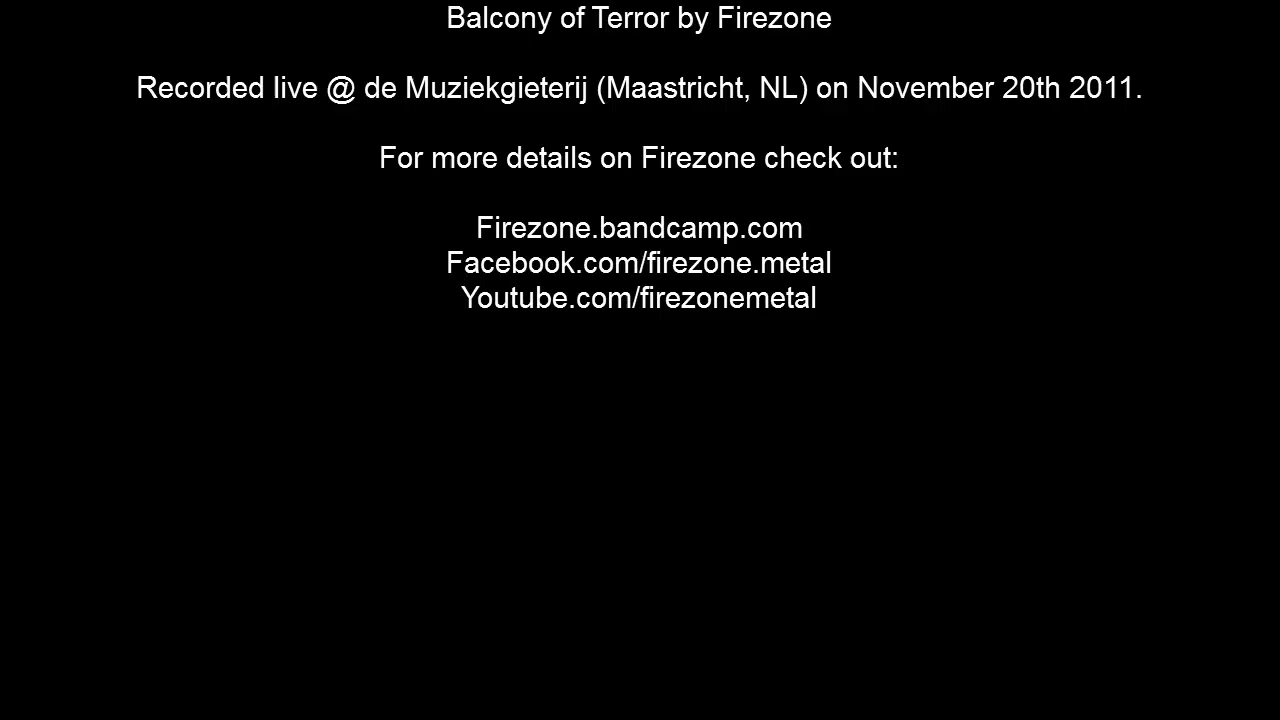 Balcony of Terror by Firezone
Recorded live @ de Muziekgieterij (Maastricht, NL) on November 20th 2011.
For more details on Firezone check out:
Firezone.bandcamp.com
Facebook.com/firezone.metal
Youtube.com/firezonemetal